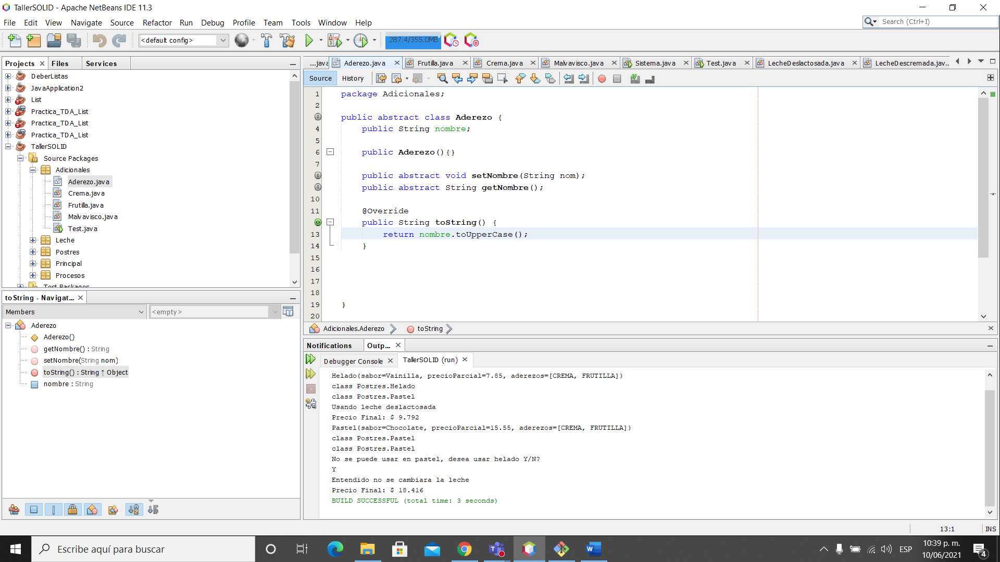 TallerSOLID - Apache NetBeans IDE 11.3
File Edit View Navigate Source Refactor Run Debug Profile Team Tools Window Help
Search (Ctrl+I)
<default config>
287.4/355.0MB
Projects Files Services
DeberListas
JavaApplication2
List
Practica_TDA_List
Practica_TDA_List
Practica_TDA_List
TallerSOLID
Source Packages
Adicionales
Aderezo.java
Crema.java
Frutilla.java
Malvavisco.java
Test.java
Leche
Postres
Principal
Procesos
Test Packages
toString - Navigat...
Members
<empty>
Aderezo
Aderezo()
getNombre() : String
setNombre(String nom)
toString() : String ↑ Object
nombre : String
...java Aderezo.java Frutilla.java Crema.java Malvavisco.java Sistema.java Test.java LecheDeslactosada.java LecheDescremada.jav...
Source History
1 package Adicionales;
2
public abstract class Aderezo {
4 public String nombre;
5
6 public Aderezo(){}
7
public abstract void setNombre(String nom);
public abstract String getNombre();
10
11 @Override
public String toString() {
13 return nombre.toUpperCase();
14 }
15
16
17
18
19 }
20
Adicionales.Aderezo toString
Notifications Outp...
Debugger Console TallerSOLID (run)
Helado{sabor=Vainilla, precioParcial=7.85, aderezos=[CREMA, FRUTILLA]}
class Postres.Helado
class Postres.Pastel
Usando leche deslactosada
Precio Final: $ 9.792
Pastel{sabor=Chocolate, precioParcial=15.55, aderezos=[CREMA, FRUTILLA]}
class Postres.Pastel
class Postres.Pastel
No se puede usar en pastel, desea usar helado Y/N?
Y
Entendido no se cambiara la leche
Precio Final: $ 18.416
BUILD SUCCESSFUL (total time: 3 seconds)
13:1 INS
Escribe aquí para buscar
ESP
10:39 p. m.
10/06/2021
4